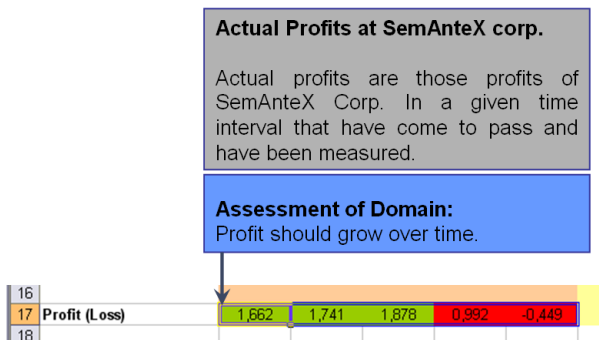 Actual Profits at SemAnteX corp.
Actual profits are those profits of
SemAnteX Corp. In a given time
interval that have come to pass and
have been measured.
Assessment of Domain:
Profit should grow over time.
16
17 Profit (Loss) 1,662 1,741 1,878 0,992 -0,449
18